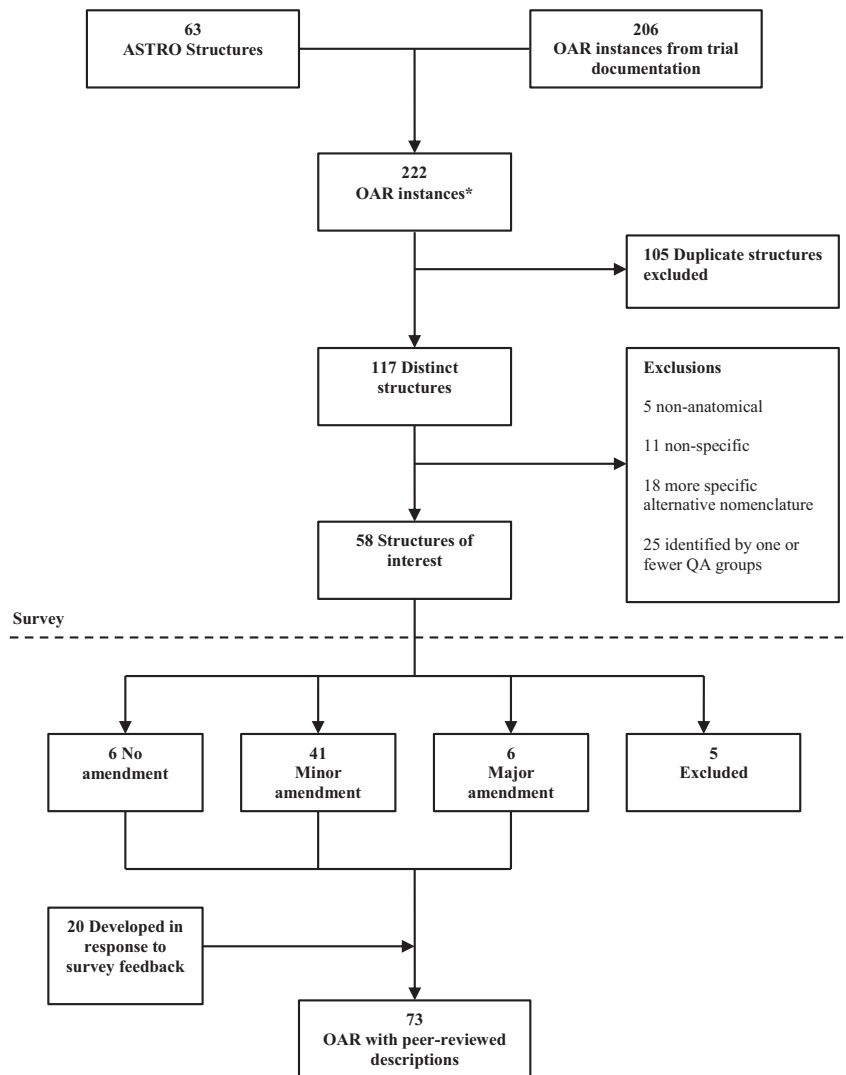 63
ASTRO Structures
206
OAR instances from trial
documentation
222
OAR instances*
105 Duplicate structures
excluded
117 Distinct
structures
Exclusions
5 non-anatomical
11 non-specific
18 more specific
alternative nomenclature
25 identified by one or
fewer QA groups
58 Structures of
interest
Survey
6 No
amendment
41
Minor
amendment
6
Major
amendment
5
Excluded
20 Developed in
response to
survey feedback
73
OAR with peer-reviewed
descriptions